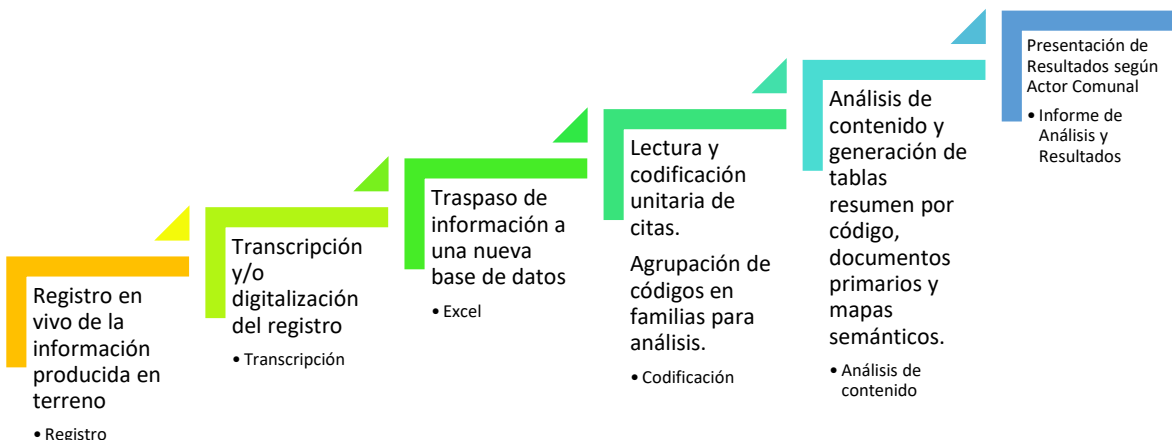 Registro en
vivo de la
información
producida en
terreno
• Registro
Transcripción
y/o
digitalización
del registro
• Transcripción
Traspaso de
información a
una nueva
base de datos
• Excel
Lectura y
codificación
unitaria de
citas.
Agrupación de
códigos en
familias para
análisis.
• Codificación
Análisis de
contenido y
generación de
tablas
resumen por
código,
documentos
primarios y
mapas
semánticos.
• Análisis de
contenido
Presentación de
Resultados según
Actor Comunal
• Informe de
Análisis y
Resultados